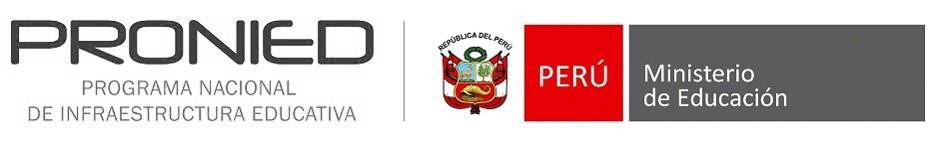 PRONIED
PROGRAMA NACIONAL
DE INFRAESTRUCTURA EDUCATIVA
REPÚBLICA DEL PERÚ
PERÚ
Ministerio
de Educación